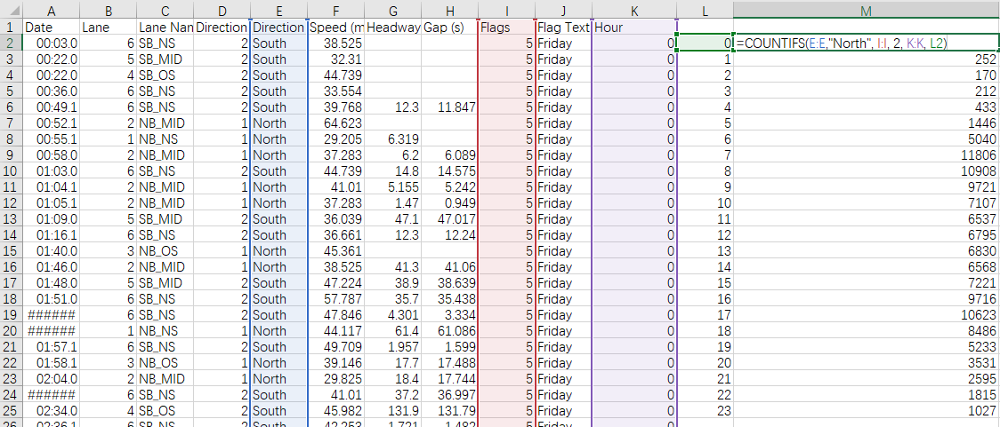 A B C D E F G H I J K L M
1 Date Lane Lane Nan Direction Direction Speed (m Headway Gap (s) Flags Flag Text Hour
2 00:03.0 6 SB_NS 2 South 38.525 5 Friday 0 0 =COUNTIFS(E:E,"North", I:I, 2, K:K, L2)
3 00:22.0 5 SB_MID 2 South 32.31 5 Friday 0 1 252
4 00:22.0 4 SB_OS 2 South 44.739 5 Friday 0 2 170
5 00:36.0 6 SB_NS 2 South 33.554 5 Friday 0 3 212
6 00:49.1 6 SB_NS 2 South 39.768 12.3 11.847 5 Friday 0 4 433
7 00:52.1 2 NB_MID 1 North 64.623 5 Friday 0 5 1446
8 00:55.1 1 NB_NS 1 North 29.205 6.319 5 Friday 0 6 5040
9 00:58.0 2 NB_MID 1 North 37.283 6.2 6.089 5 Friday 0 7 11806
10 01:03.0 6 SB_NS 2 South 44.739 14.8 14.575 5 Friday 0 8 10908
11 01:04.1 2 NB_MID 1 North 41.01 5.155 5.242 5 Friday 0 9 9721
12 01:05.1 2 NB_MID 1 North 37.283 1.47 0.949 5 Friday 0 10 7107
13 01:09.0 5 SB_MID 2 South 36.039 47.1 47.017 5 Friday 0 11 6537
14 01:16.1 6 SB_NS 2 South 36.661 12.3 12.24 5 Friday 0 12 6795
15 01:40.0 3 NB_OS 1 North 45.361 5 Friday 0 13 6830
16 01:46.0 2 NB_MID 1 North 38.525 41.3 41.06 5 Friday 0 14 6568
17 01:48.0 5 SB_MID 2 South 47.224 38.9 38.639 5 Friday 0 15 7221
18 01:51.0 6 SB_NS 2 South 57.787 35.7 35.438 5 Friday 0 16 9716
19 ###### 6 SB_NS 2 South 47.846 4.301 3.334 5 Friday 0 17 10623
20 ###### 1 NB_NS 1 North 44.117 61.4 61.086 5 Friday 0 18 8486
21 01:57.1 6 SB_NS 2 South 49.709 1.957 1.599 5 Friday 0 19 5233
22 01:58.1 3 NB_OS 1 North 39.146 17.7 17.488 5 Friday 0 20 3531
23 02:04.0 2 NB_MID 1 North 29.825 18.4 17.744 5 Friday 0 21 2595
24 ###### 6 SB_NS 2 South 41.01 37.2 36.997 5 Friday 0 22 1815
25 02:34.0 4 SB_OS 2 South 45.982 131.9 131.79 5 Friday 0 23 1027
26 02:36.1 6 SB_NS 2 South 42.253 1.721 1.482 5 Friday 0